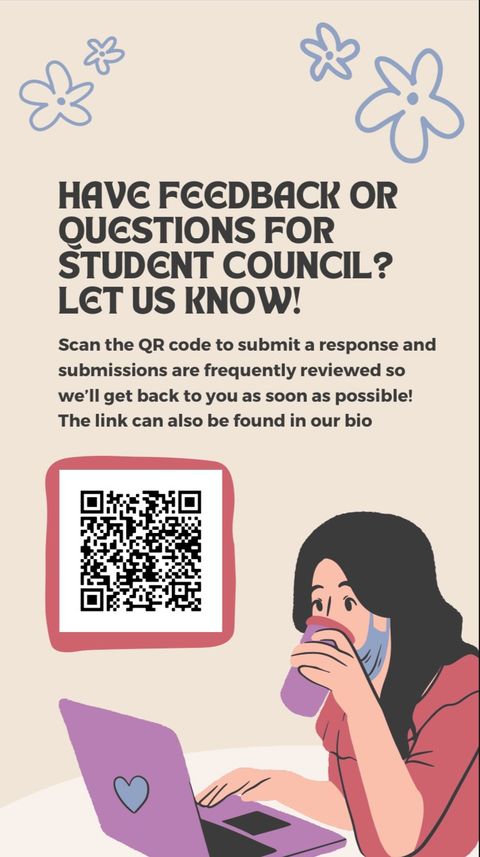 HAVE FEEDBACK OR
QUESTIONS FOR
STUDENT COUNCIL?
LET US KNOW!
Scan the QR code to submit a response and
submissions are frequently reviewed so
we'll get back to you as soon as possible!
The link can also be found in our bio